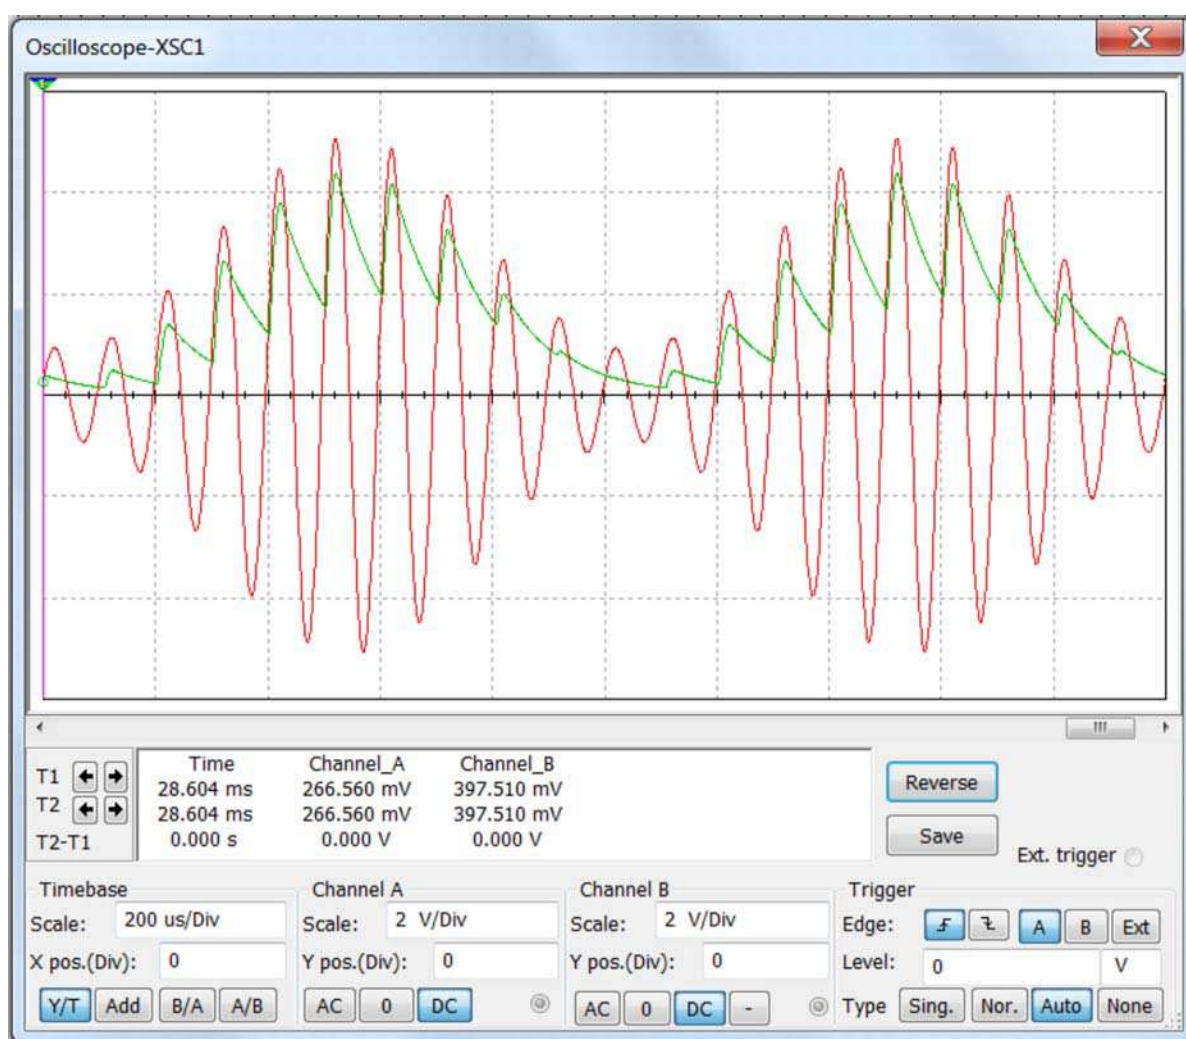 Oscilloscope-XSC1
Time Channel_A Channel_B
T1 28.604 ms 266.560 mV 397.510 mV
T2 28.604 ms 266.560 mV 397.510 mV
T2-T1 0.000 s 0.000 V 0.000 V
Reverse
Save
Ext. trigger
Timebase
Scale: 200 us/Div
X pos.(Div): 0
Y/T Add B/A A/B
Channel A
Scale: 2 V/Div
Y pos.(Div): 0
AC 0 DC
Channel B
Scale: 2 V/Div
Y pos.(Div): 0
AC 0 DC -
Trigger
Edge: A B Ext
Level: 0 V
Type Sing. Nor. Auto None